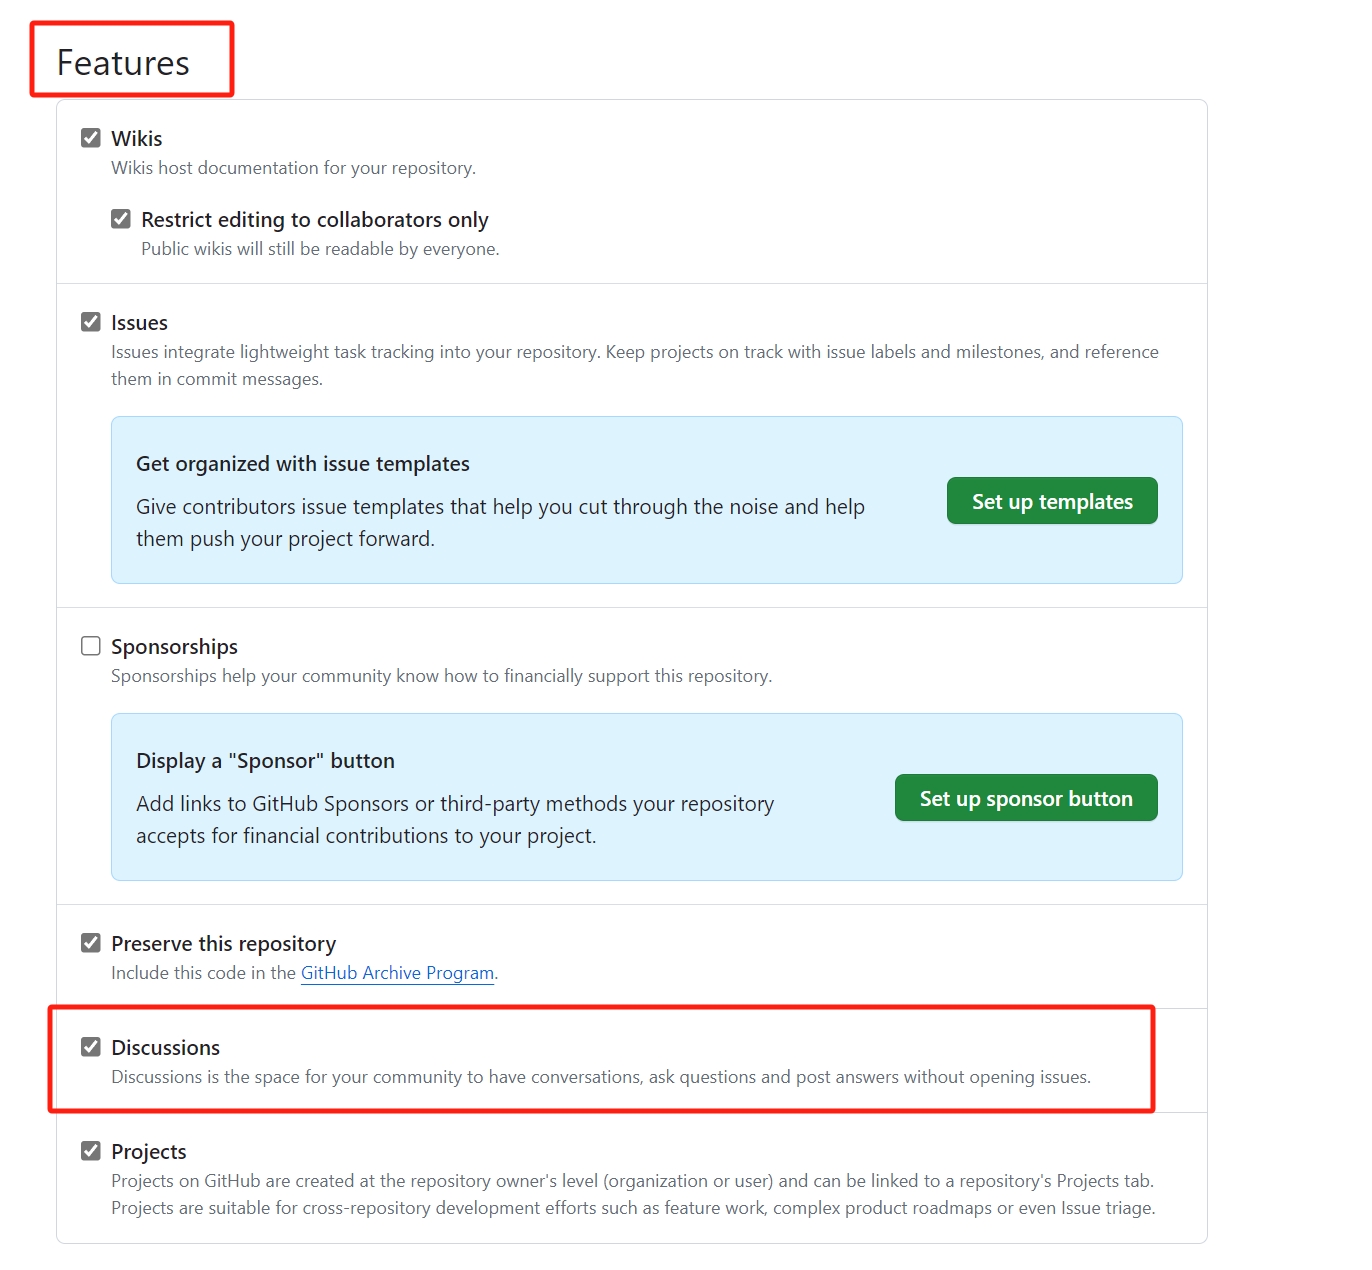 Features
Wikis
Wikis host documentation for your repository.
Restrict editing to collaborators only
Public wikis will still be readable by everyone.
Issues
Issues integrate lightweight task tracking into your repository. Keep projects on track with issue labels and milestones, and reference
them in commit messages.
Get organized with issue templates
Give contributors issue templates that help you cut through the noise and help
them push your project forward.
Set up templates
Sponsorships
Sponsorships help your community know how to financially support this repository.
Display a "Sponsor" button
Add links to GitHub Sponsors or third-party methods your repository
accepts for financial contributions to your project.
Set up sponsor button
Preserve this repository
Include this code in the GitHub Archive Program.
Discussions
Discussions is the space for your community to have conversations, ask questions and post answers without opening issues.
Projects
Projects on GitHub are created at the repository owner's level (organization or user) and can be linked to a repository's Projects tab.
Projects are suitable for cross-repository development efforts such as feature work, complex product roadmaps or even Issue triage.